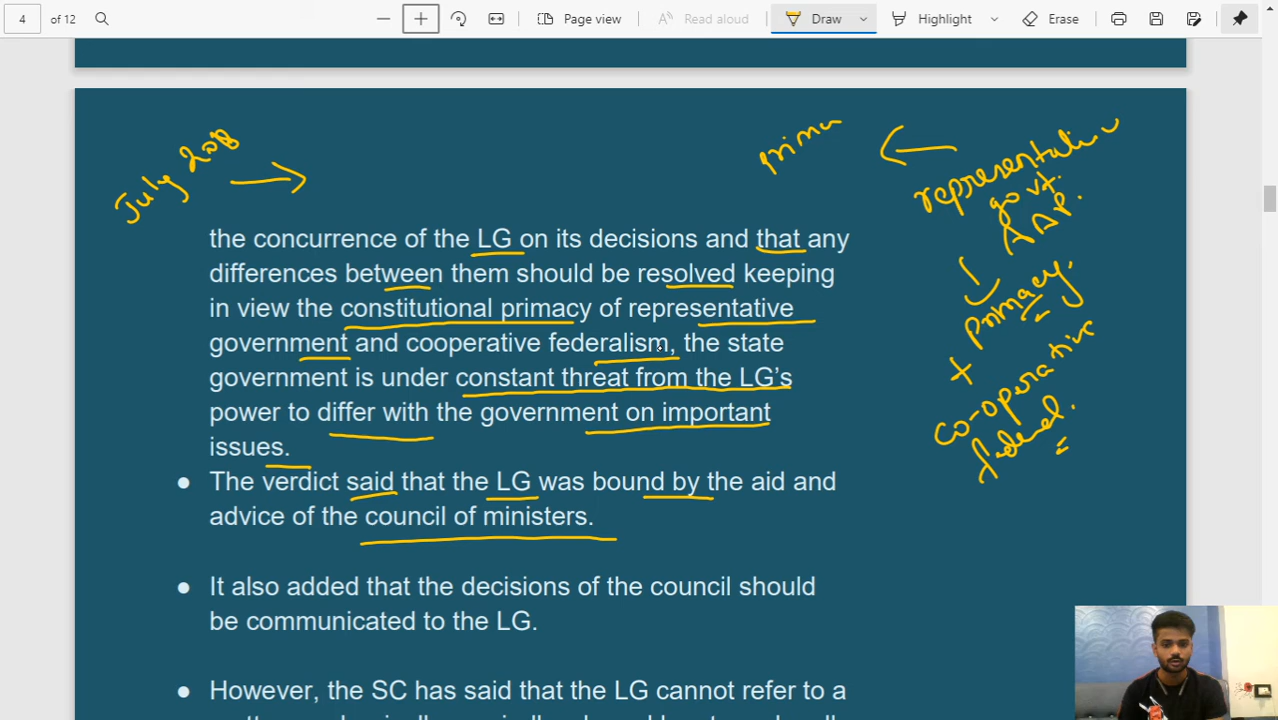 4 of 12
Page view
Read aloud
Draw
Highlight
Erase
July 2018
prima
representative
govt.
AAP.
primacy.
+
co-operative
federal.
the concurrence of the LG on its decisions and that any
differences between them should be resolved keeping
in view the constitutional primacy of representative
government and cooperative federalism, the state
government is under constant threat from the LG's
power to differ with the government on important
issues.
● The verdict said that the LG was bound by the aid and
advice of the council of ministers.
● It also added that the decisions of the council should
be communicated to the LG.
● However, the SC has said that the LG cannot refer to a